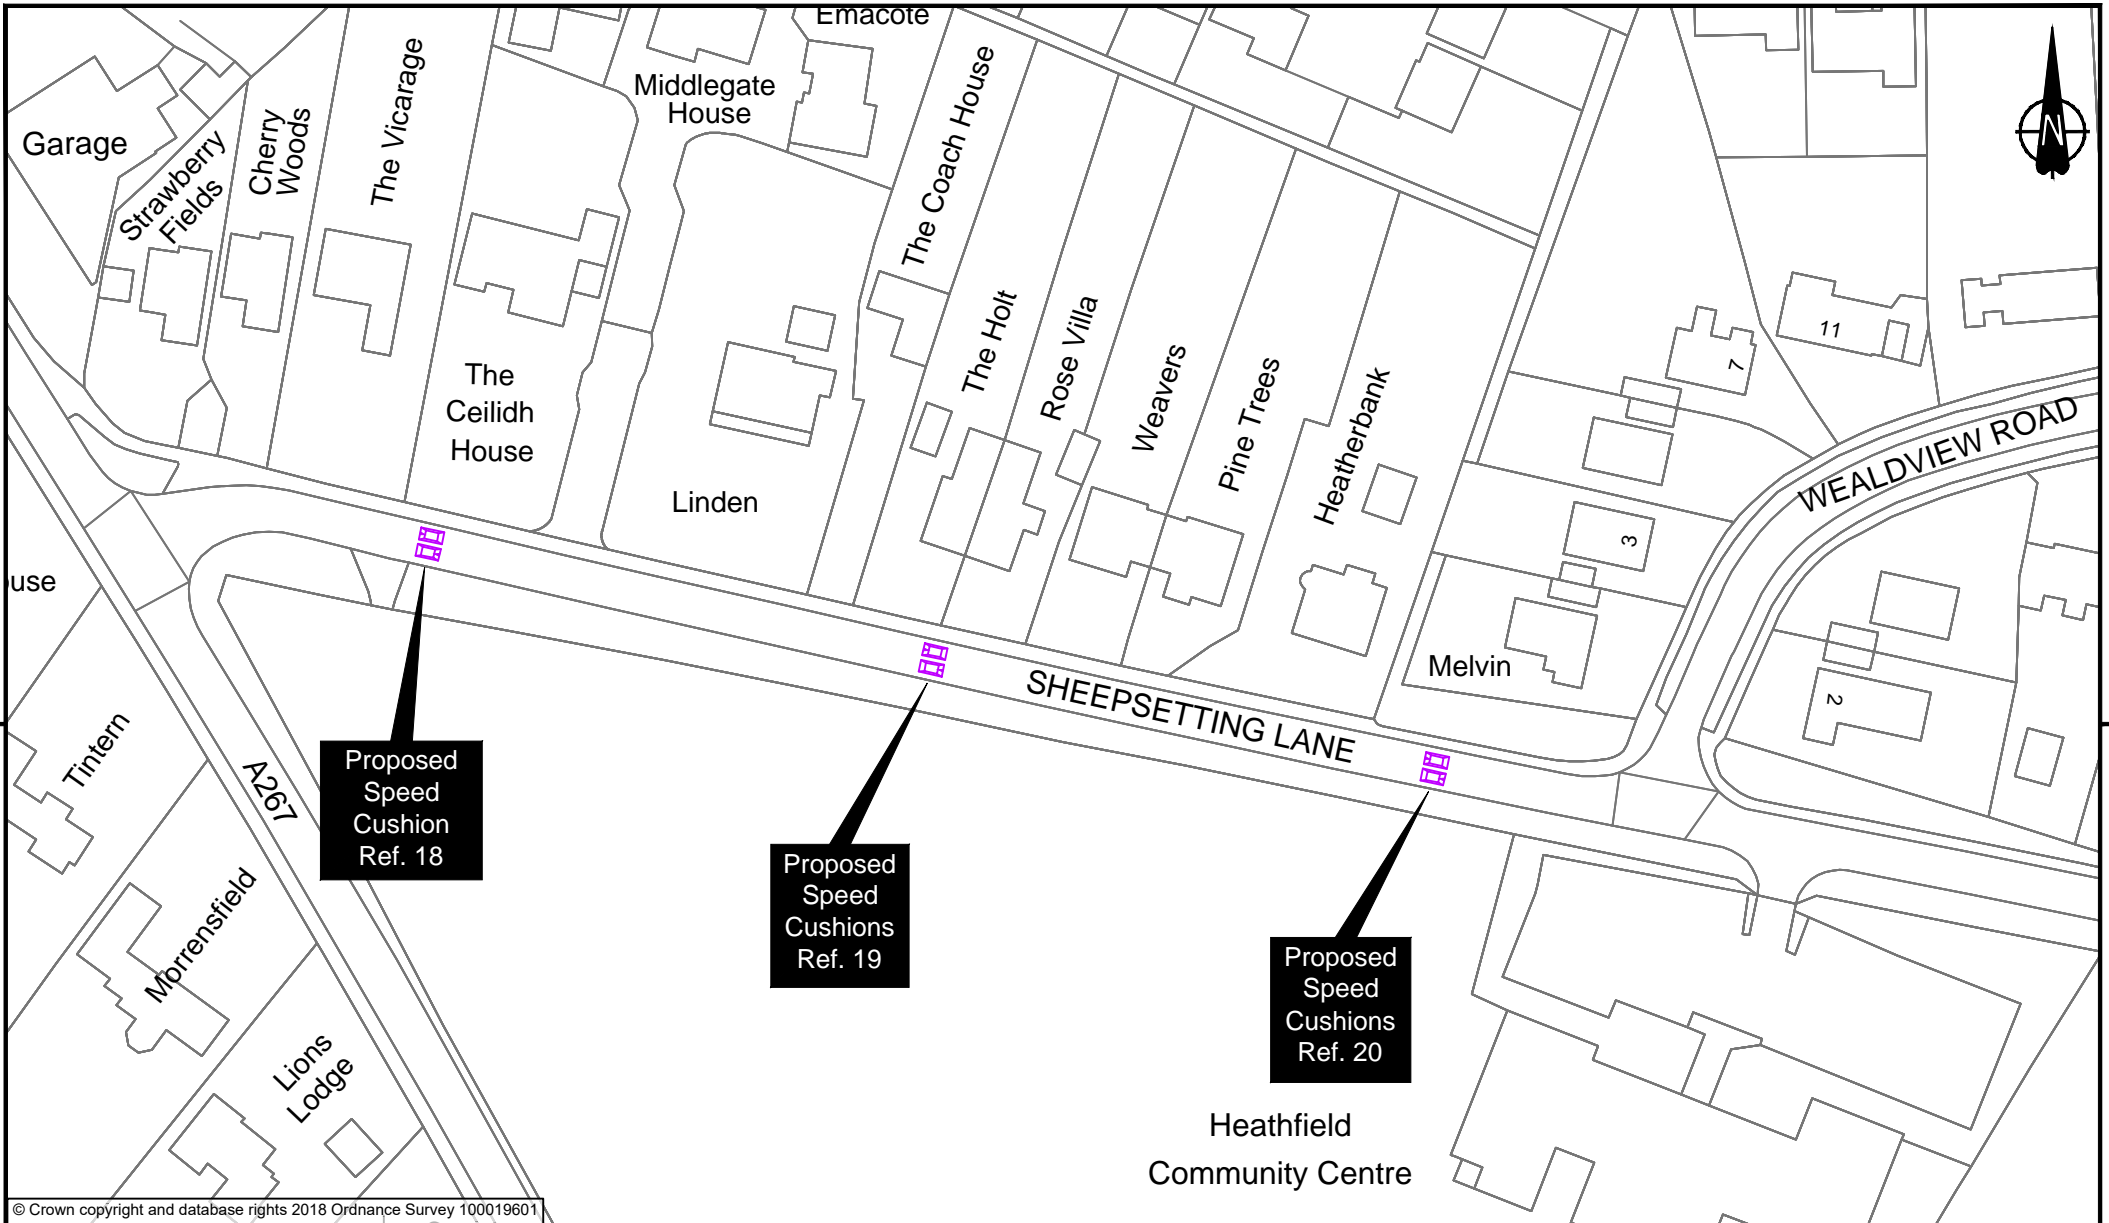 Emacote
Middlegate
House
Garage
Strawberry
Fields
Cherry
Woods
The Vicarage
The Coach House
N
The
Ceilidh
House
Linden
The Holt
Rose Villa
Weavers
Pine Trees
Heatherbank
11
7
3
2
WEALDVIEW ROAD
Melvin
SHEEPSETTING LANE
Tintern
A267
Morrensfield
Lions
Lodge
Proposed
Speed
Cushion
Ref. 18
Proposed
Speed
Cushions
Ref. 19
Proposed
Speed
Cushions
Ref. 20
Heathfield
Community Centre
© Crown copyright and database rights 2018 Ordnance Survey 100019601